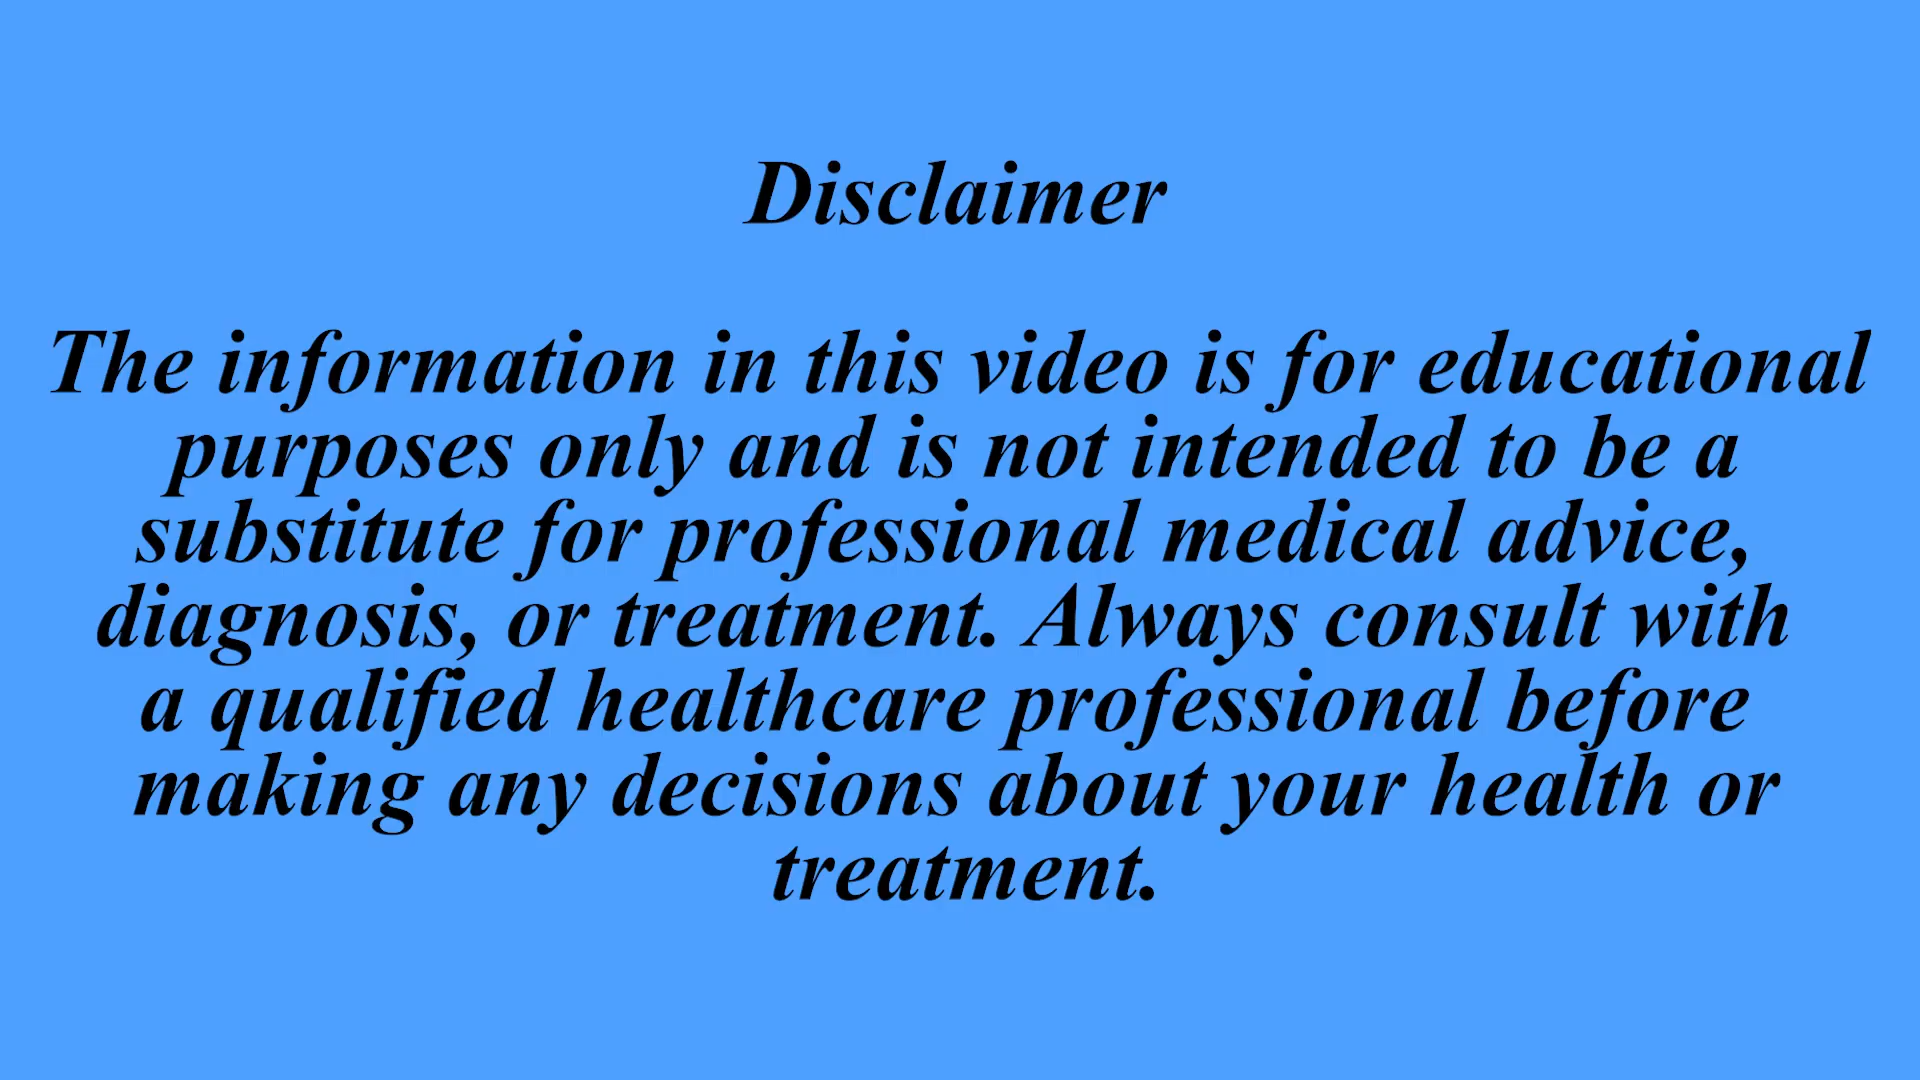 Disclaimer
The information in this video is for educational
purposes only and is not intended to be a
substitute for professional medical advice,
diagnosis, or treatment. Always consult with
a qualified healthcare professional before
making any decisions about your health or
treatment.